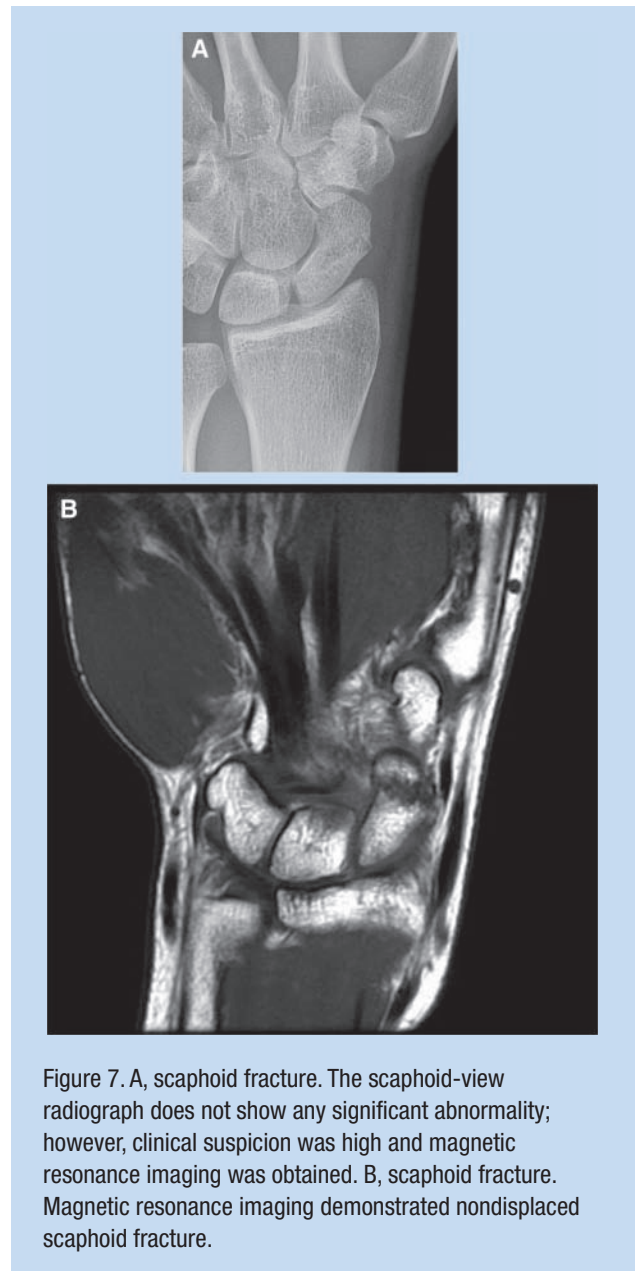 A
B
Figure 7. A, scaphoid fracture. The scaphoid-view
radiograph does not show any significant abnormality;
however, clinical suspicion was high and magnetic
resonance imaging was obtained. B, scaphoid fracture.
Magnetic resonance imaging demonstrated nondisplaced
scaphoid fracture.